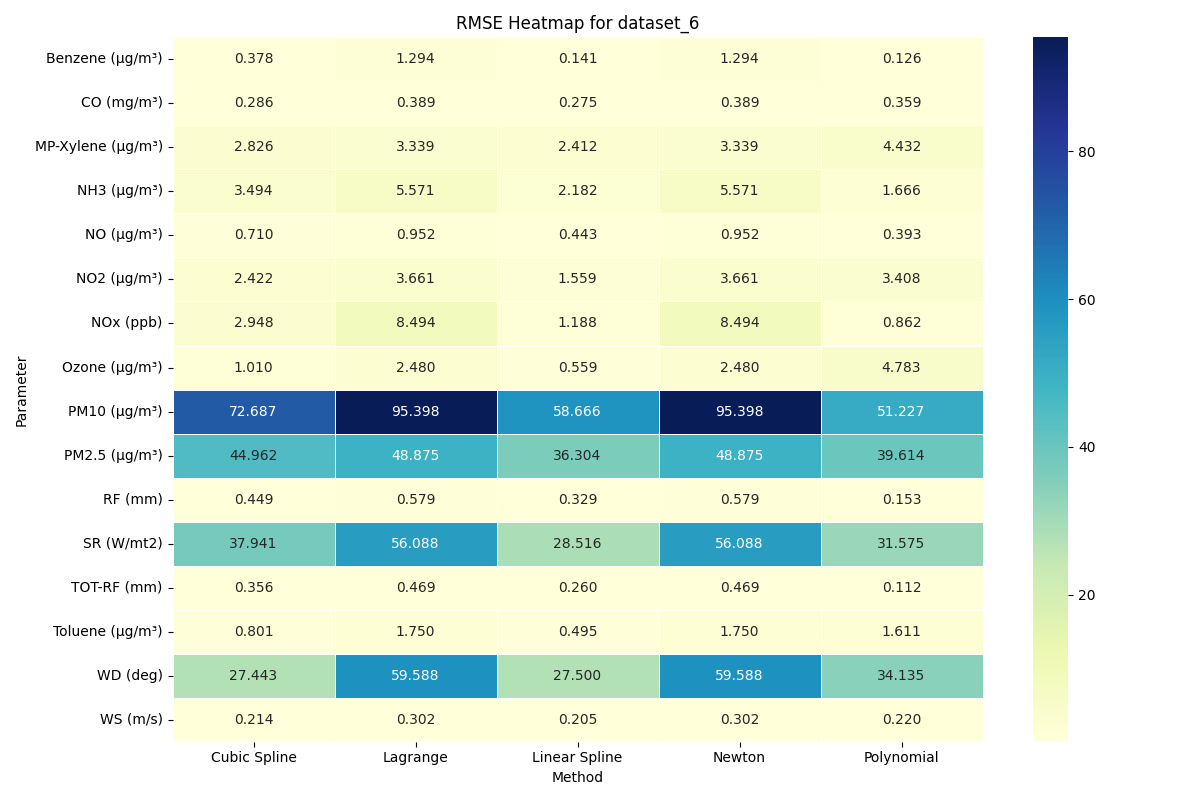 RMSE Heatmap for dataset_6
Parameter
Benzene (µg/m³) 0.378 1.294 0.141 1.294 0.126
CO (mg/m³) 0.286 0.389 0.275 0.389 0.359
MP-Xylene (µg/m³) 2.826 3.339 2.412 3.339 4.432
NH3 (µg/m³) 3.494 5.571 2.182 5.571 1.666
NO (µg/m³) 0.710 0.952 0.443 0.952 0.393
NO2 (µg/m³) 2.422 3.661 1.559 3.661 3.408
NOx (ppb) 2.948 8.494 1.188 8.494 0.862
Ozone (µg/m³) 1.010 2.480 0.559 2.480 4.783
PM10 (µg/m³) 72.687 95.398 58.666 95.398 51.227
PM2.5 (µg/m³) 44.962 48.875 36.304 48.875 39.614
RF (mm) 0.449 0.579 0.329 0.579 0.153
SR (W/mt2) 37.941 56.088 28.516 56.088 31.575
TOT-RF (mm) 0.356 0.469 0.260 0.469 0.112
Toluene (µg/m³) 0.801 1.750 0.495 1.750 1.611
WD (deg) 27.443 59.588 27.500 59.588 34.135
WS (m/s) 0.214 0.302 0.205 0.302 0.220
Cubic Spline Lagrange Linear Spline Newton Polynomial
Method
80
60
40
20